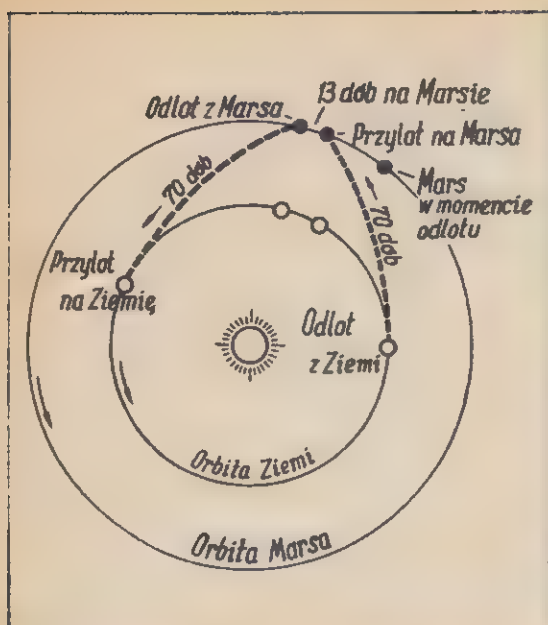 Odlot z Marsa
13 dób na Marsie
Przylot na Marsa
Mars
w momencie
odlotu
70 dób
70 dób
Przylot
na Ziemię
Odlot
z Ziemi
Orbita Ziemi
Orbita Marsa